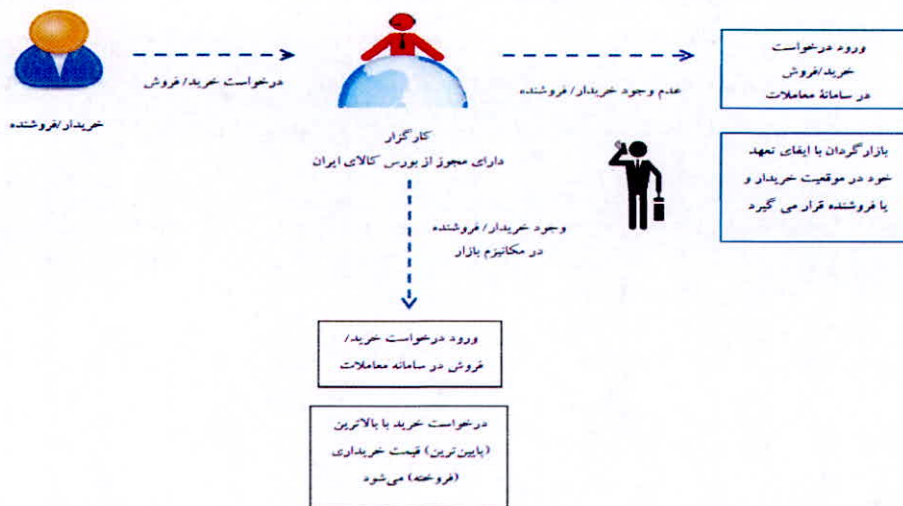 خریدار/فروشنده
درخواست خرید/ فروش
کارگزار
دارای مجوز از بورس کالای ایران
عدم وجود خریدار/ فروشنده
ورود درخواست
خرید/فروش
در سامانهٔ معاملات
بازارگردان با ایفای تعهد
خود در موقعیت خریدار و
یا فروشنده قرار می گیرد
وجود خریدار/ فروشنده
در مکانیزم بازار
ورود درخواست خرید/
فروش در سامانه معاملات
درخواست خرید با بالاترین
(پایین‌ترین) قیمت خریداری
(فروخته) می‌شود